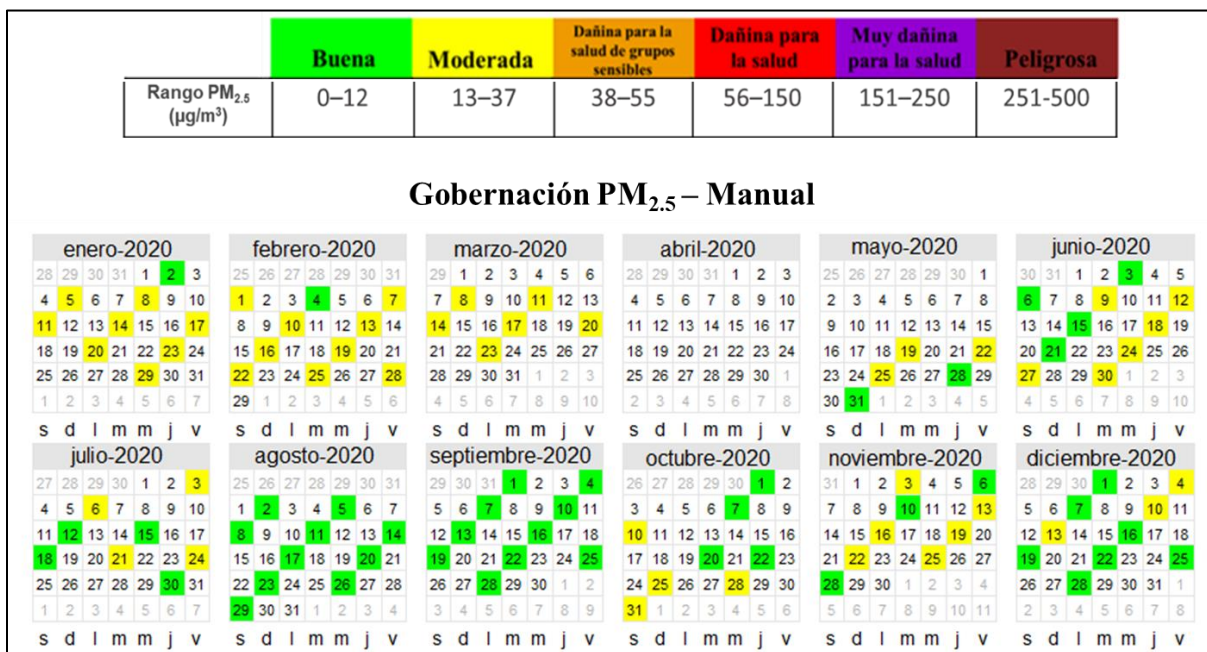 Buena
Moderada
Dañina para la
salud de grupos
sensibles
Dañina para
la salud
Muy dañina
para la salud
Peligrosa
Rango PM2.5
(µg/m³)
0–12
13–37
38–55
56–150
151–250
251-500
Gobernación PM2.5 – Manual
enero-2020
28 29 30 31 1 2 3
4 5 6 7 8 9 10
11 12 13 14 15 16 17
18 19 20 21 22 23 24
25 26 27 28 29 30 31
1 2 3 4 5 6 7
s d l m m j v
febrero-2020
25 26 27 28 29 30 31
1 2 3 4 5 6 7
8 9 10 11 12 13 14
15 16 17 18 19 20 21
22 23 24 25 26 27 28
29 1 2 3 4 5 6
s d l m m j v
marzo-2020
29 1 2 3 4 5 6
7 8 9 10 11 12 13
14 15 16 17 18 19 20
21 22 23 24 25 26 27
28 29 30 31 1 2 3
4 5 6 7 8 9 10
s d l m m j v
abril-2020
28 29 30 31 1 2 3
4 5 6 7 8 9 10
11 12 13 14 15 16 17
18 19 20 21 22 23 24
25 26 27 28 29 30 1
2 3 4 5 6 7 8
s d l m m j v
mayo-2020
25 26 27 28 29 30 1
2 3 4 5 6 7 8
9 10 11 12 13 14 15
16 17 18 19 20 21 22
23 24 25 26 27 28 29
30 31 1 2 3 4 5
s d l m m j v
junio-2020
30 31 1 2 3 4 5
6 7 8 9 10 11 12
13 14 15 16 17 18 19
20 21 22 23 24 25 26
27 28 29 30 1 2 3
4 5 6 7 8 9 10
s d l m m j v
julio-2020
27 28 29 30 1 2 3
4 5 6 7 8 9 10
11 12 13 14 15 16 17
18 19 20 21 22 23 24
25 26 27 28 29 30 31
1 2 3 4 5 6 7
s d l m m j v
agosto-2020
25 26 27 28 29 30 31
1 2 3 4 5 6 7
8 9 10 11 12 13 14
15 16 17 18 19 20 21
22 23 24 25 26 27 28
29 30 31 1 2 3 4
s d l m m j v
septiembre-2020
29 30 31 1 2 3 4
5 6 7 8 9 10 11
12 13 14 15 16 17 18
19 20 21 22 23 24 25
26 27 28 29 30 1 2
3 4 5 6 7 8 9
s d l m m j v
octubre-2020
26 27 28 29 30 1 2
3 4 5 6 7 8 9
10 11 12 13 14 15 16
17 18 19 20 21 22 23
24 25 26 27 28 29 30
31 1 2 3 4 5 6
s d l m m j v
noviembre-2020
31 1 2 3 4 5 6
7 8 9 10 11 12 13
14 15 16 17 18 19 20
21 22 23 24 25 26 27
28 29 30 1 2 3 4
5 6 7 8 9 10 11
s d l m m j v
diciembre-2020
28 29 30 1 2 3 4
5 6 7 8 9 10 11
12 13 14 15 16 17 18
19 20 21 22 23 24 25
26 27 28 29 30 31 1
2 3 4 5 6 7 8
s d l m m j v